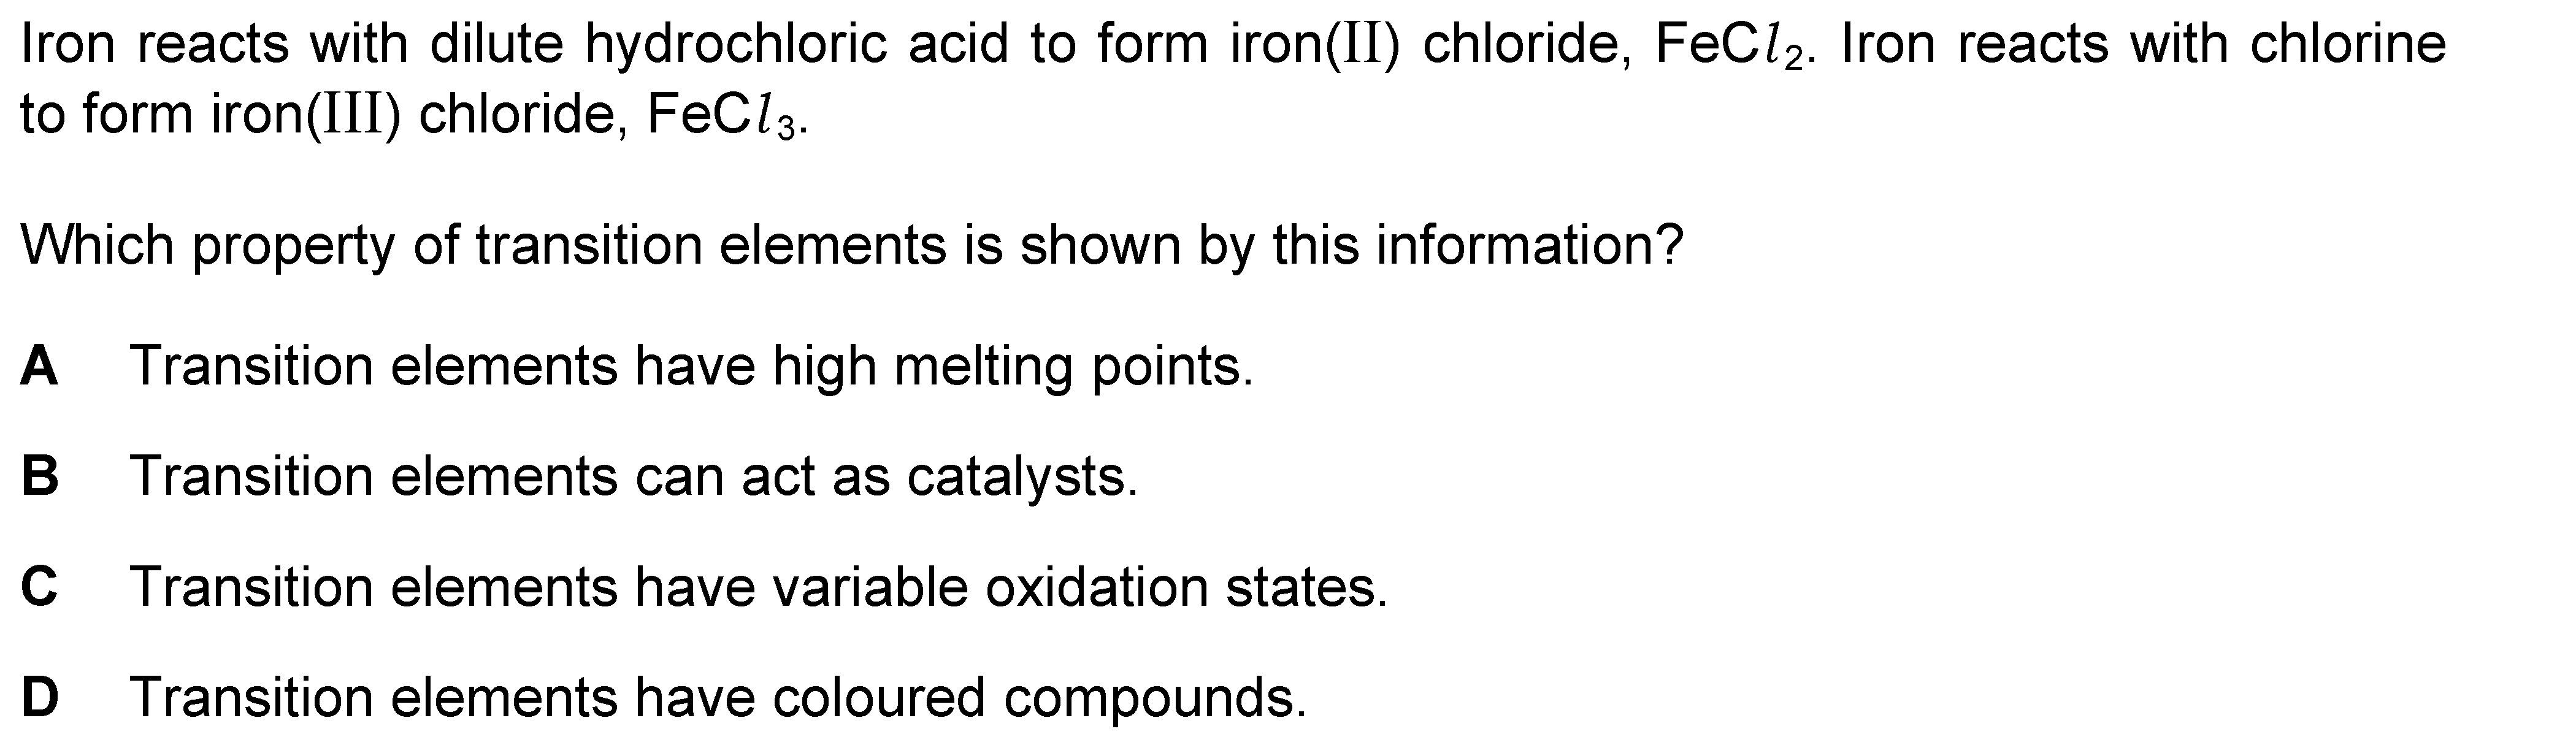 Iron reacts with dilute hydrochloric acid to form iron(II) chloride, FeCl₂. Iron reacts with chlorine
to form iron(III) chloride, FeCl₃.
Which property of transition elements is shown by this information?
A Transition elements have high melting points.
B Transition elements can act as catalysts.
C Transition elements have variable oxidation states.
D Transition elements have coloured compounds.